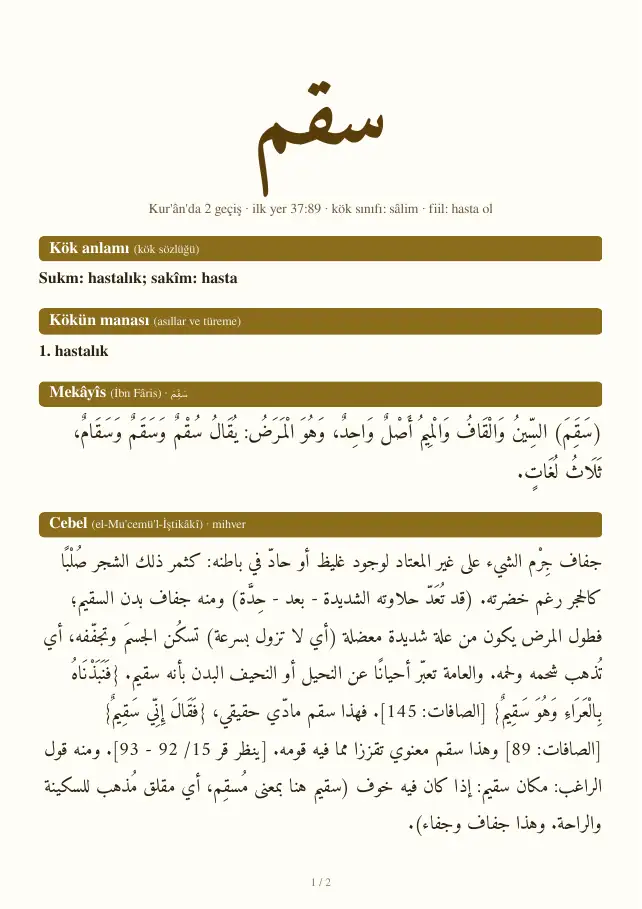 سقم
Kur'ân'da 2 geçiş · ilk yer 37:89 · kök sınıfı: sâlim · fiil: hasta ol
Kök anlamı (kök sözlüğü)
Sukm: hastalık; sakîm: hasta
Kökün manası (asıllar ve türeme)
1. hastalık
Mekâyîs (İbn Fâris) · سَقِمَ
(سَقِمَ) السِّينُ وَالْقَافُ وَالْمِيمُ أَصْلٌ وَاحِدٌ، وَهُوَ الْمَرَضُ: يُقَالُ سُقْمٌ وَسَقَمٌ وَسَقَامٌ،
ثَلَاثُ لُغَاتٍ.
Cebel (el-Mu'cemü'l-İştikâkî) · mihver
جفاف جِرْم الشيء على غير المعتاد لوجود غليظ أو حادّ في باطنه: كثمر ذلك الشجر صُلْبًا
كالحجر رغم خضرته. (قد تُعَدّ حلاوته الشديدة - بعد - حِدَّة) ومنه جفاف بدن السقيم؛
فطول المرض يكون من علة شديدة معضلة (أي لا تزول بسرعة) تسكُن الجسمَ وتجفّفه، أي
تُذهب شحمه ولحمه. والعامة تعبّر أحيانًا عن النحيل أو النحيف البدن بأنه سقيم. {فَنَبَذْنَاهُ
بِالْعَرَاءِ وَهُوَ سَقِيمٌ} [الصافات: 145]. فهذا سقم مادّي حقيقي، {فَقَالَ إِنِّي سَقِيمٌ}
[الصافات: 89] وهذا سقم معنوي تقززا مما فيه قومه. [ينظر قر 15/ 92 - 93]. ومنه قول
الراغب: مكان سقيم: إذا كان فيه خوف (سقيم هنا بمعنى مُسقِم، أي مقلق مُذهب للسكينة
والراحة. وهذا جفاف وجفاء).
1 / 2